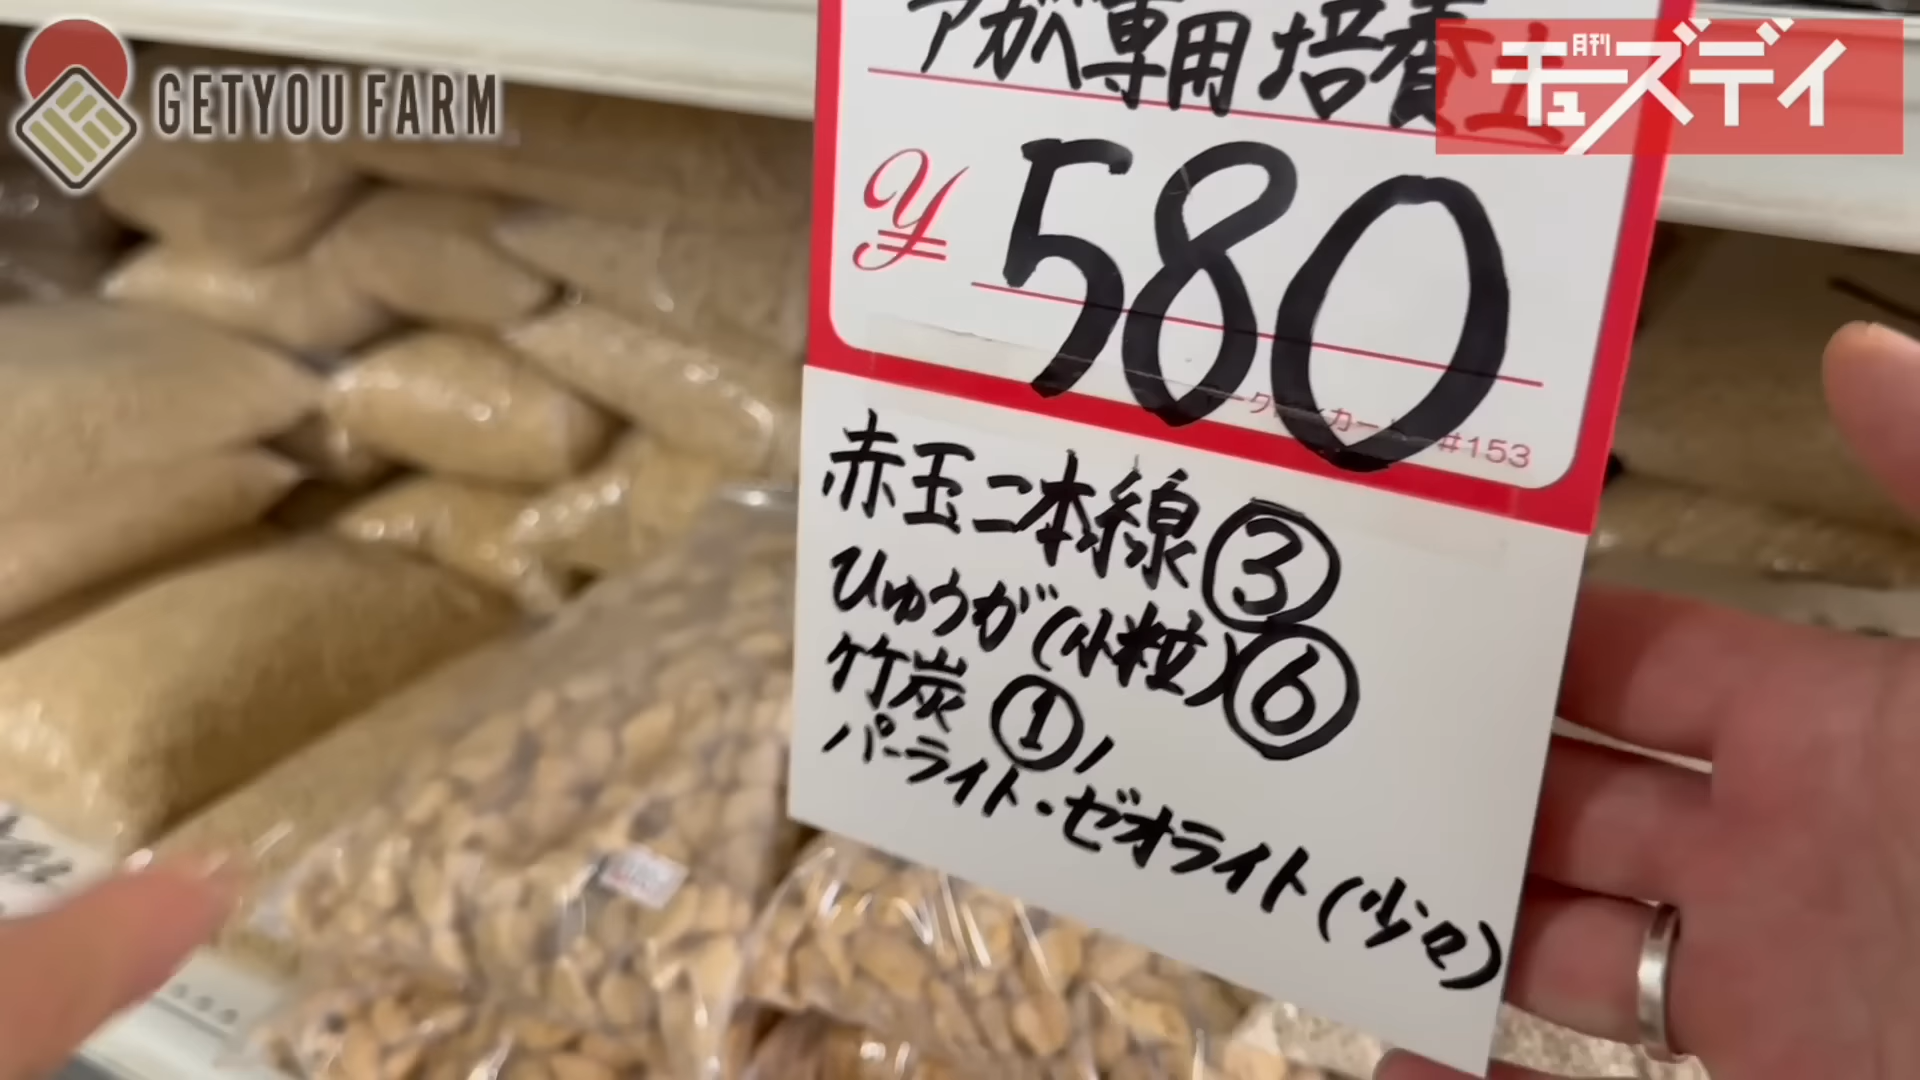 GETYOU FARM
月刊
キューズデイ
アガベ専用培養土
¥580
#153
赤玉二本線③
ひゅうが(小粒)⑥
竹炭①,
パーライト・ゼオライト(少々)